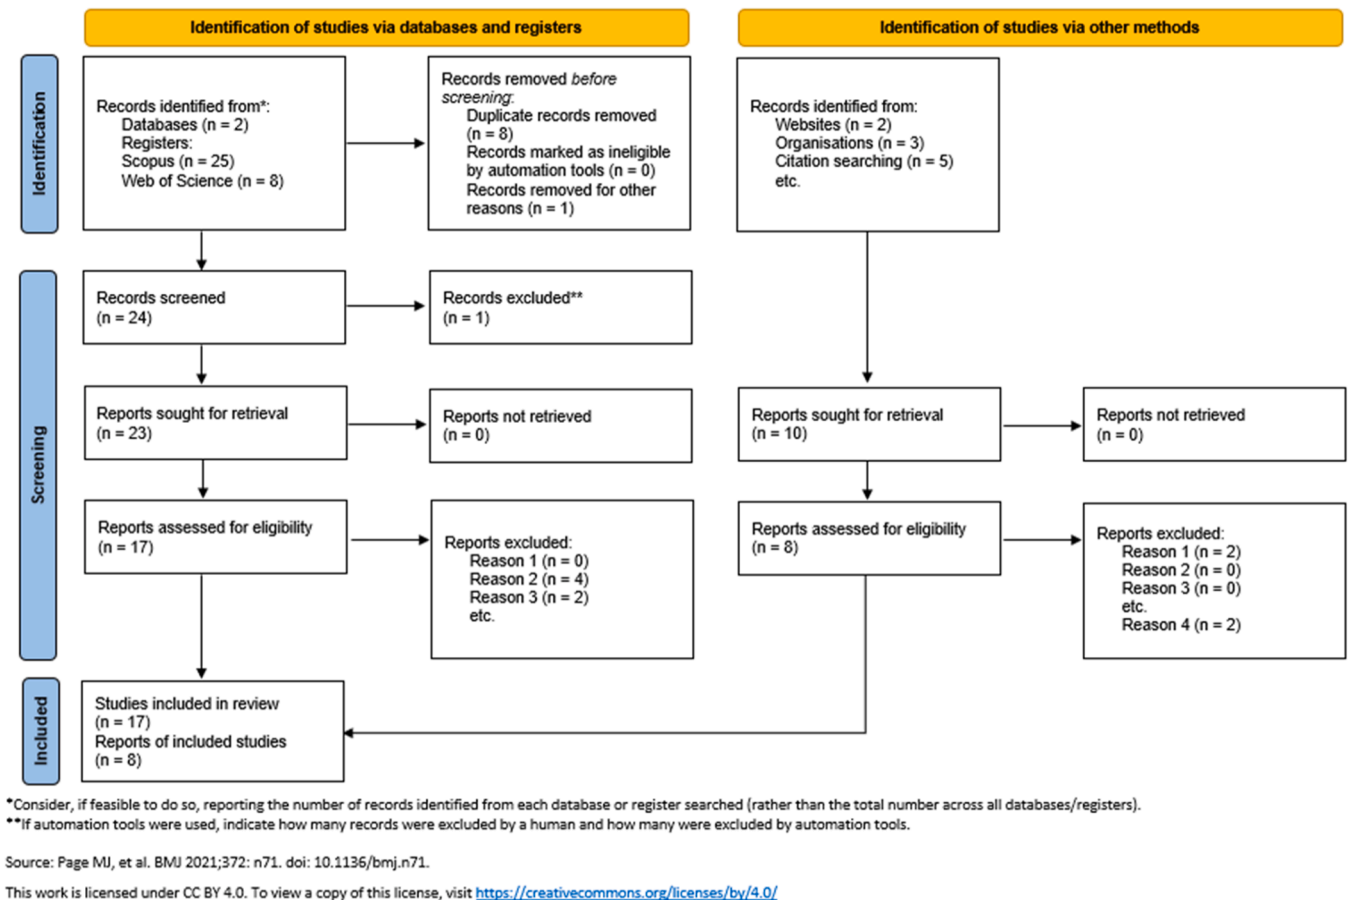 Identification of studies via databases and registers
Identification of studies via other methods
Identification
Records identified from*:
Databases (n = 2)
Registers:
Scopus (n = 25)
Web of Science (n = 8)
Records removed before
screening:
Duplicate records removed
(n = 8)
Records marked as ineligible
by automation tools (n = 0)
Records removed for other
reasons (n = 1)
Records identified from:
Websites (n = 2)
Organisations (n = 3)
Citation searching (n = 5)
etc.
Screening
Records screened
(n = 24)
Records excluded**
(n = 1)
Reports sought for retrieval
(n = 23)
Reports not retrieved
(n = 0)
Reports sought for retrieval
(n = 10)
Reports not retrieved
(n = 0)
Reports assessed for eligibility
(n = 17)
Reports excluded:
Reason 1 (n = 0)
Reason 2 (n = 4)
Reason 3 (n = 2)
etc.
Reports assessed for eligibility
(n = 8)
Reports excluded:
Reason 1 (n = 2)
Reason 2 (n = 0)
Reason 3 (n = 0)
etc.
Reason 4 (n = 2)
Included
Studies included in review
(n = 17)
Reports of included studies
(n = 8)
*Consider, if feasible to do so, reporting the number of records identified from each database or register searched (rather than the total number across all databases/registers).
**If automation tools were used, indicate how many records were excluded by a human and how many were excluded by automation tools.
Source: Page MJ, et al. BMJ 2021;372: n71. doi: 10.1136/bmj.n71.
This work is licensed under CC BY 4.0. To view a copy of this license, visit https://creativecommons.org/licenses/by/4.0/